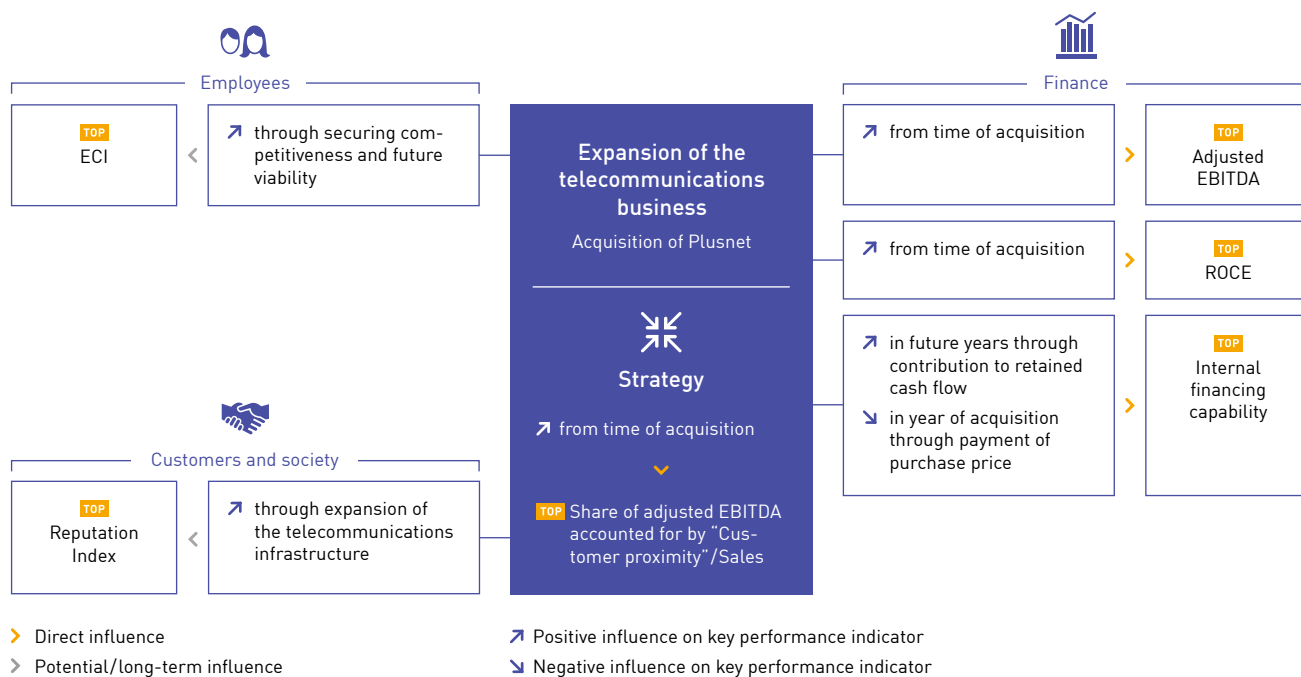 Employees
TOP
ECI
through securing com-
petitiveness and future
viability
Customers and society
TOP
Reputation
Index
through expansion of
the telecommunications
infrastructure
Expansion of the
telecommunications
business
Acquisition of Plusnet
Strategy
from time of acquisition
TOP Share of adjusted EBITDA
accounted for by “Cus-
tomer proximity”/Sales
Finance
from time of acquisition
TOP
Adjusted
EBITDA
from time of acquisition
TOP
ROCE
in future years through
contribution to retained
cash flow
in year of acquisition
through payment of
purchase price
TOP
Internal
financing
capability
Direct influence
Potential/long-term influence
Positive influence on key performance indicator
Negative influence on key performance indicator